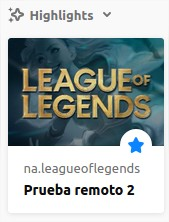 Highlights
LEAGUE OF
LEGENDS
na.leagueoflegends
Prueba remoto 2